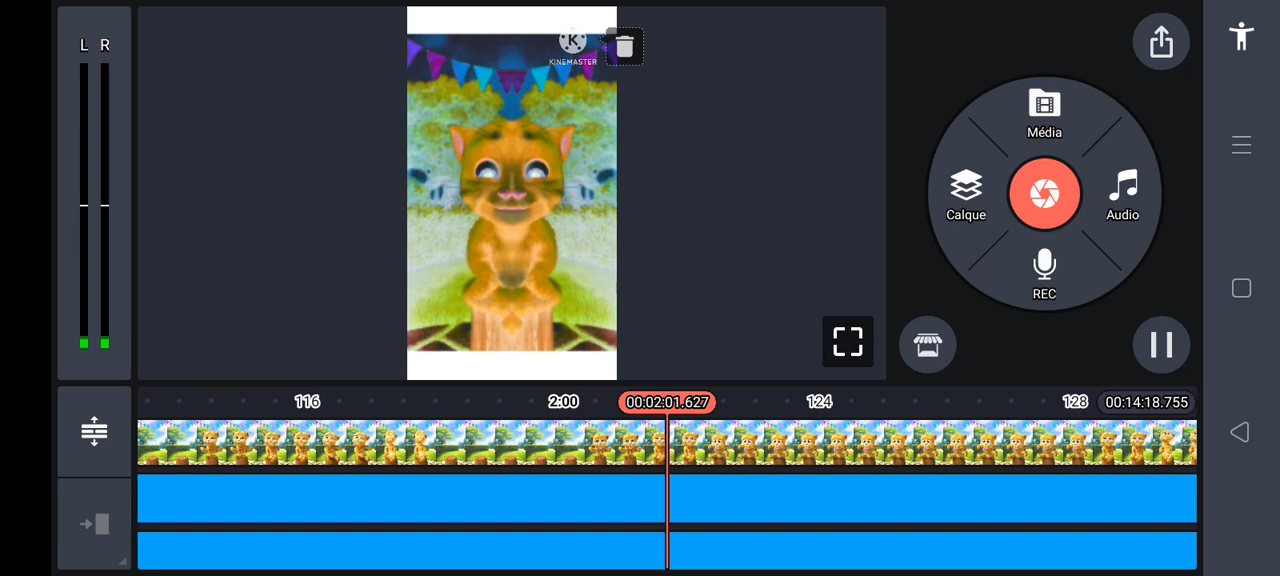 L R
KINEMASTER
Média
Calque
Audio
REC
116
2:00
00:02:01.627
124
128
00:14:18.755